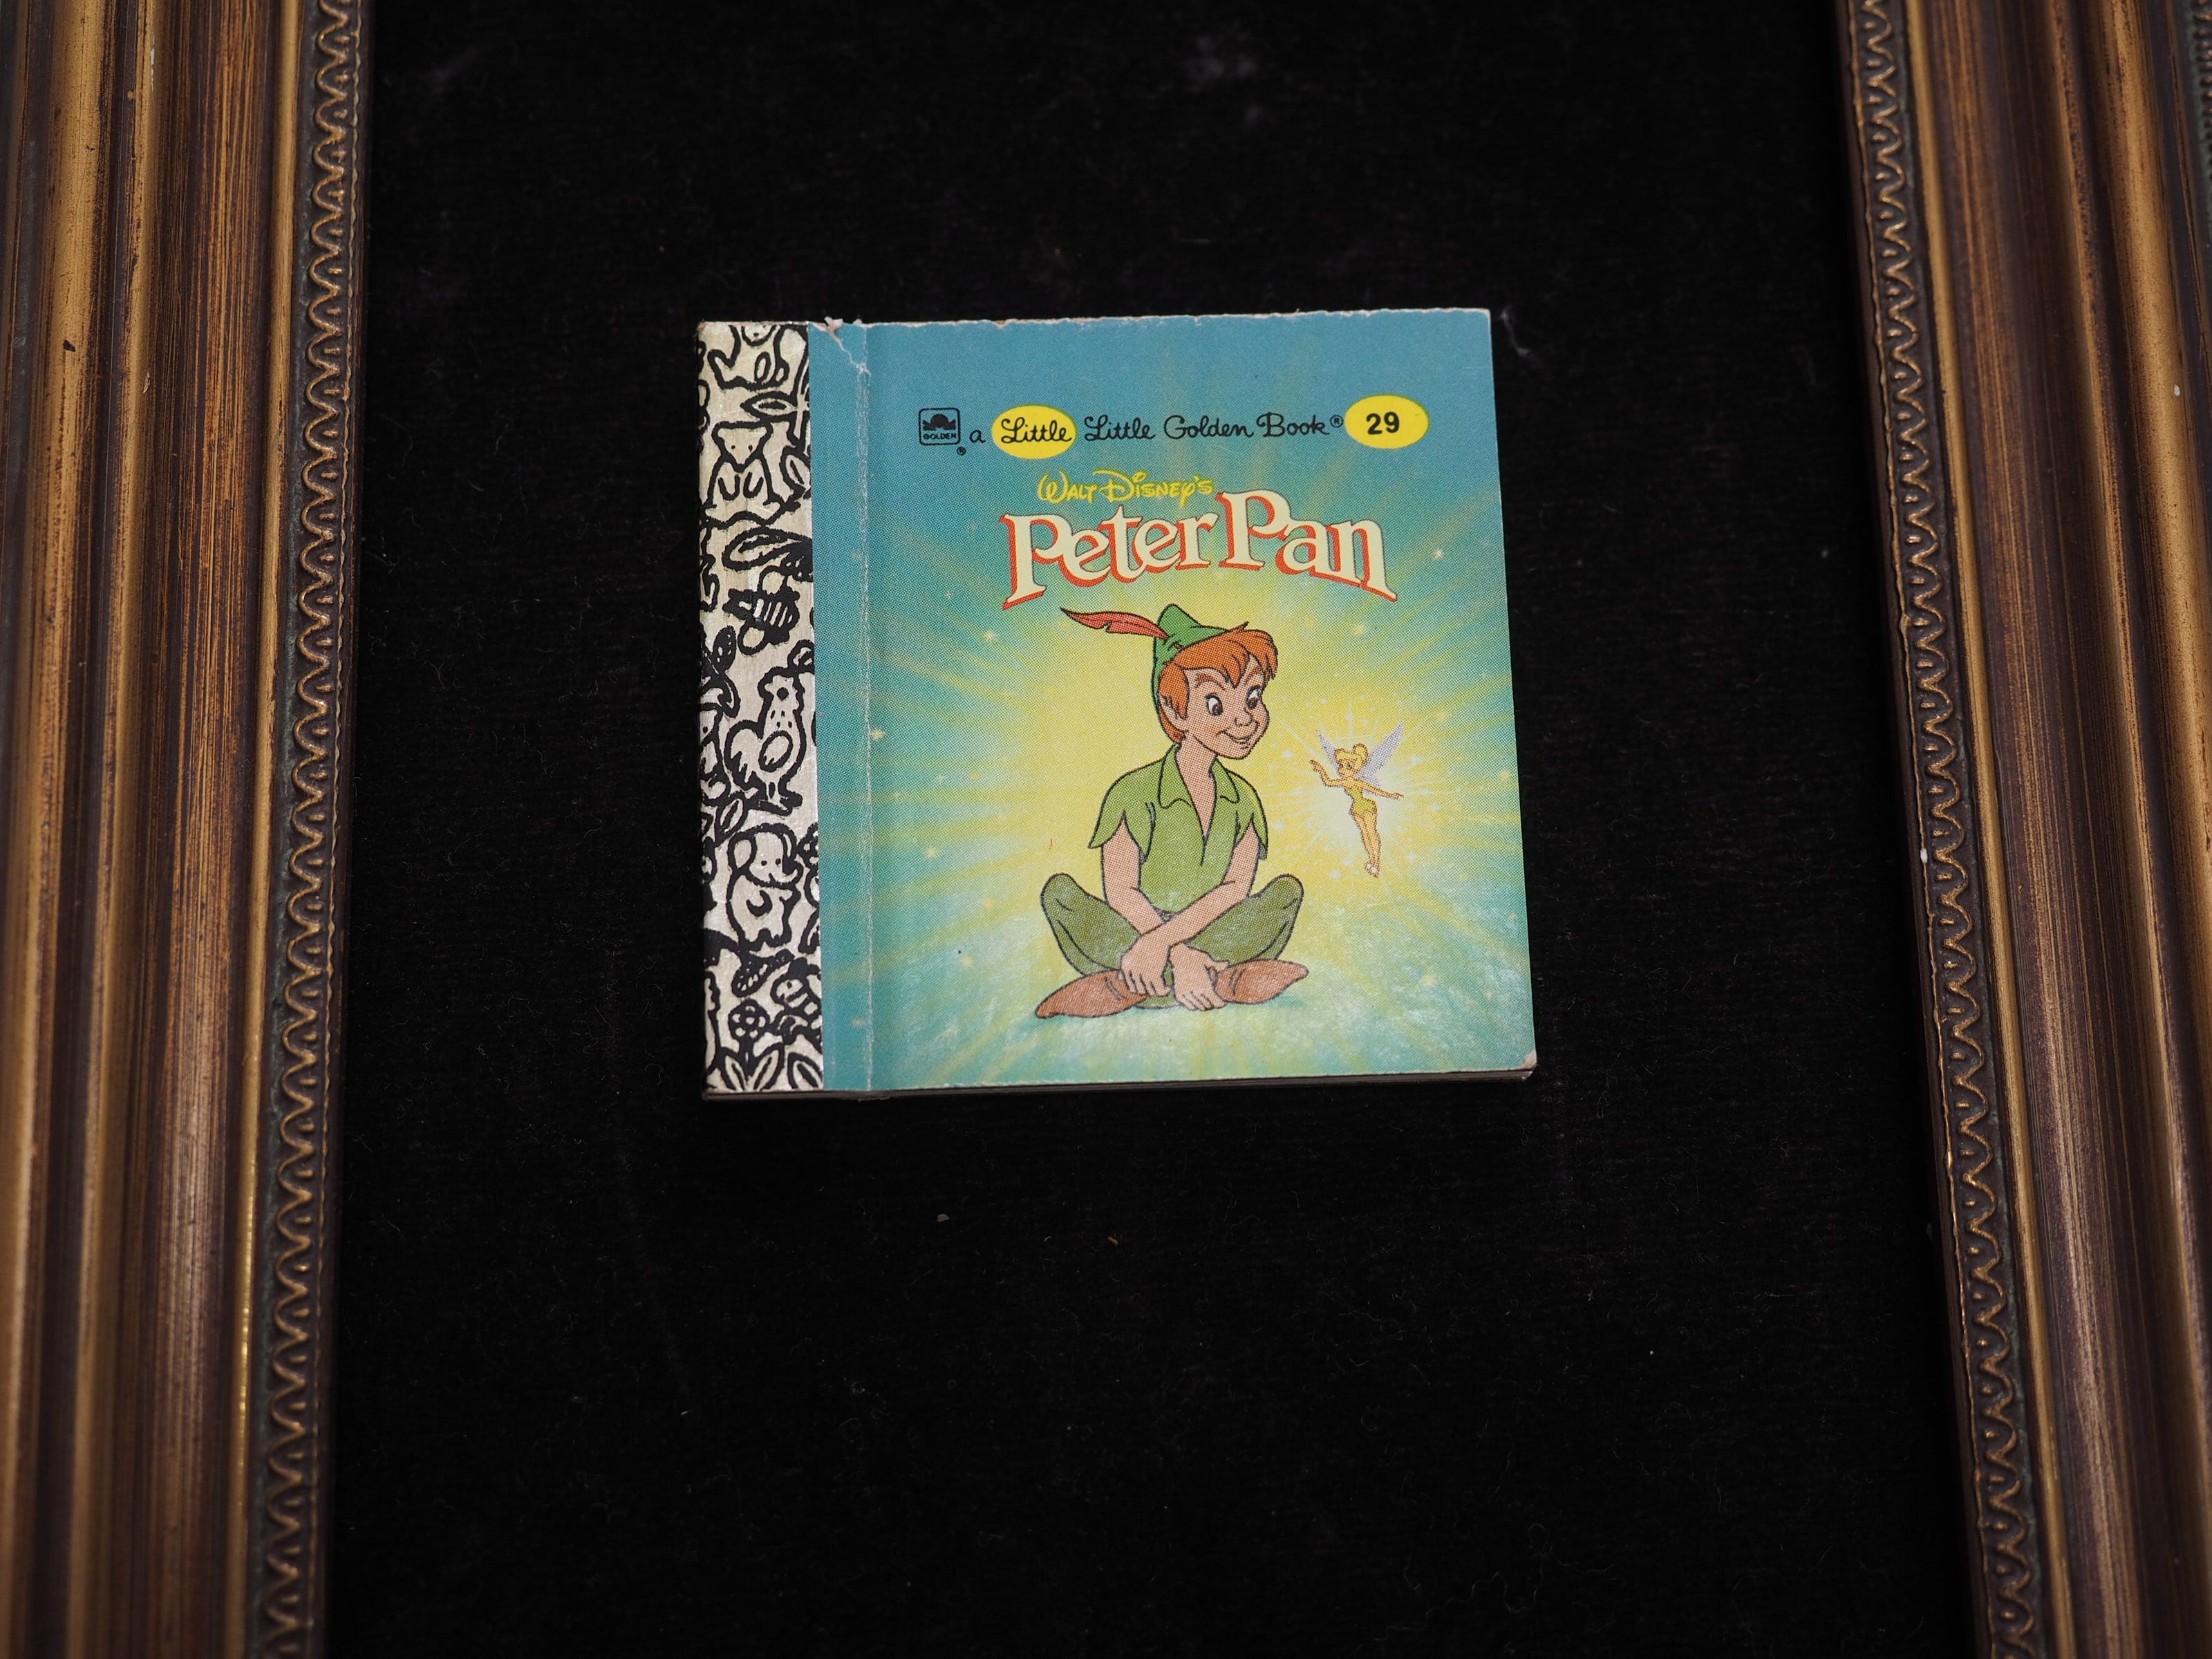 GOLDEN ® a Little Little Golden Book® 29
WALT DISNEY'S
Peter Pan